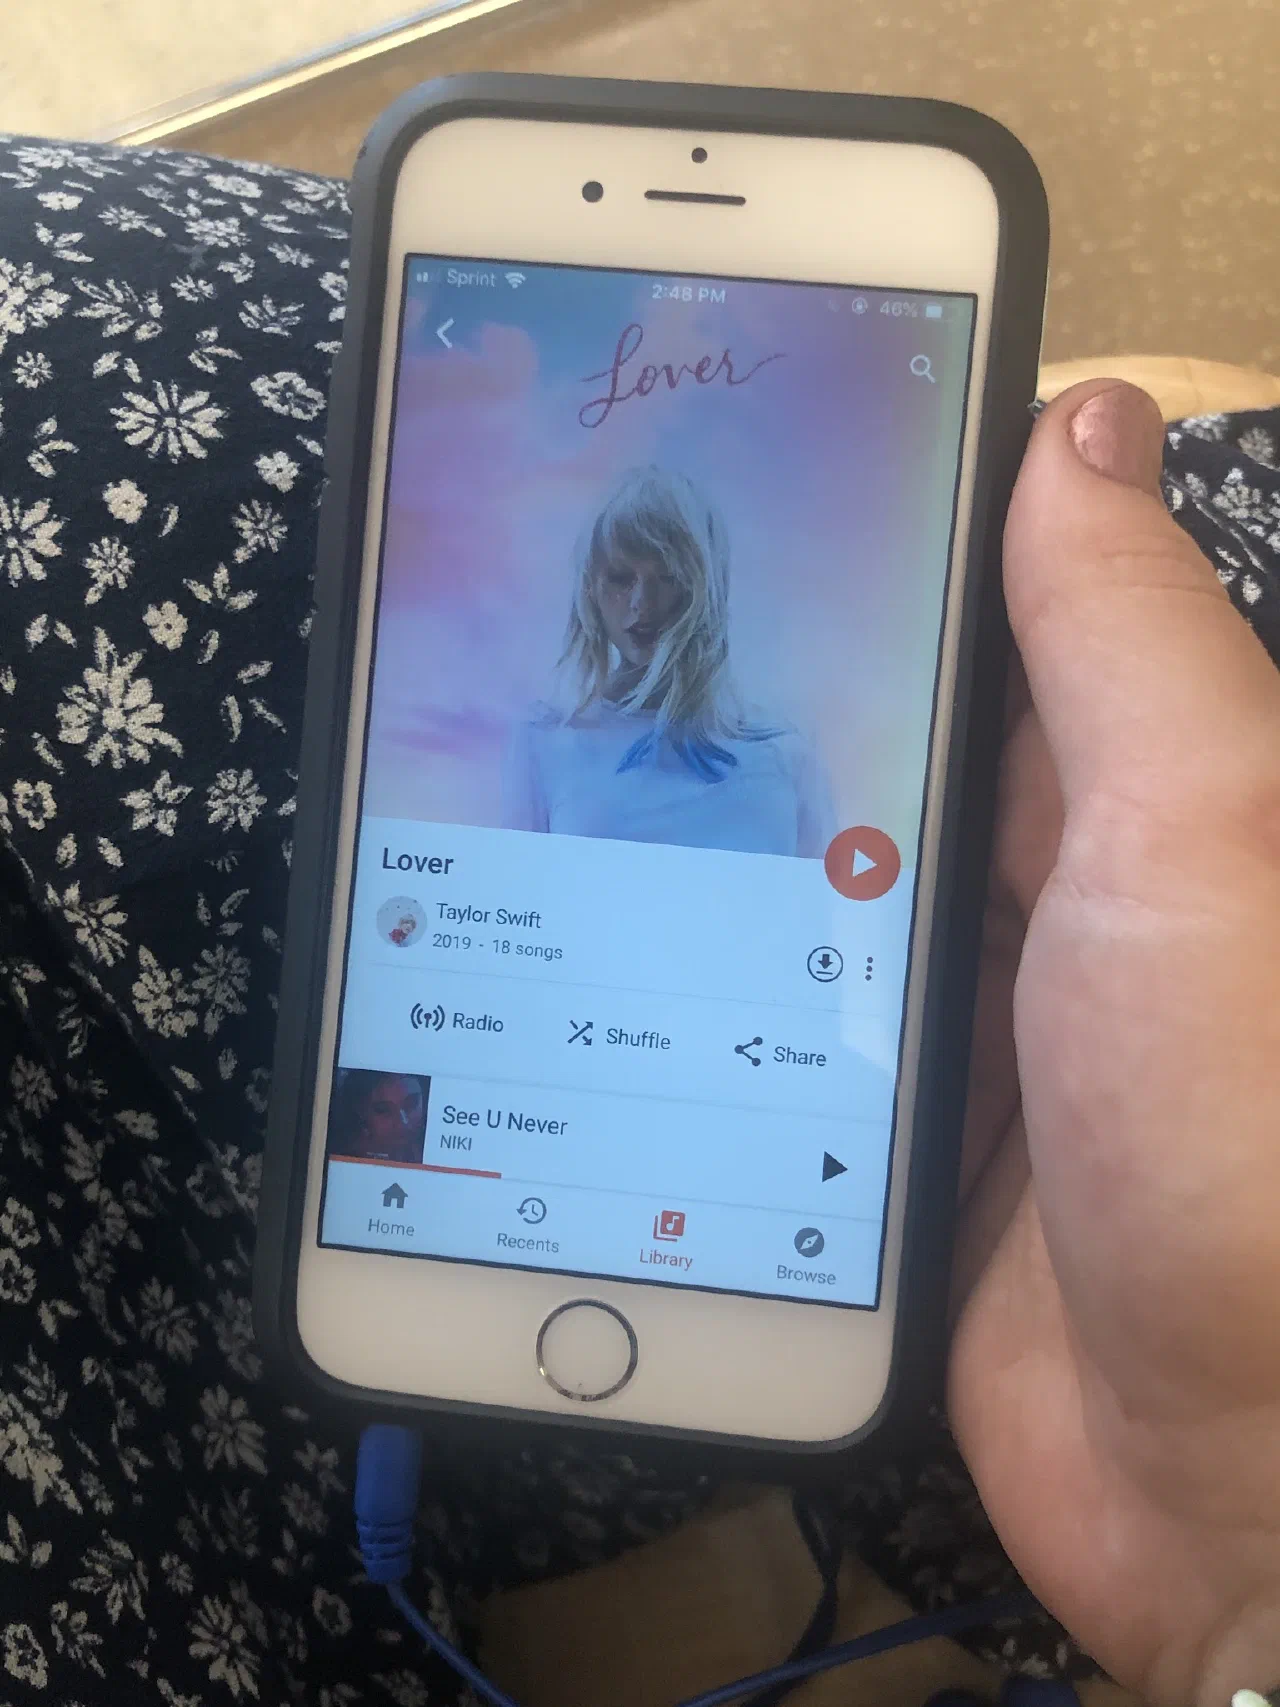 Sprint 2:48 PM 46%
Lover
Lover
Taylor Swift
2019 - 18 songs
Radio Shuffle Share
See U Never
NIKI
Home Recents Library Browse